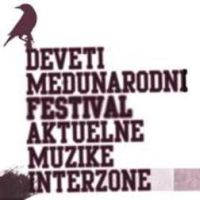 DEVETI
MEĐUNARODNI
FESTIVAL
AKTUELNE
MUZIKE
INTERZONE